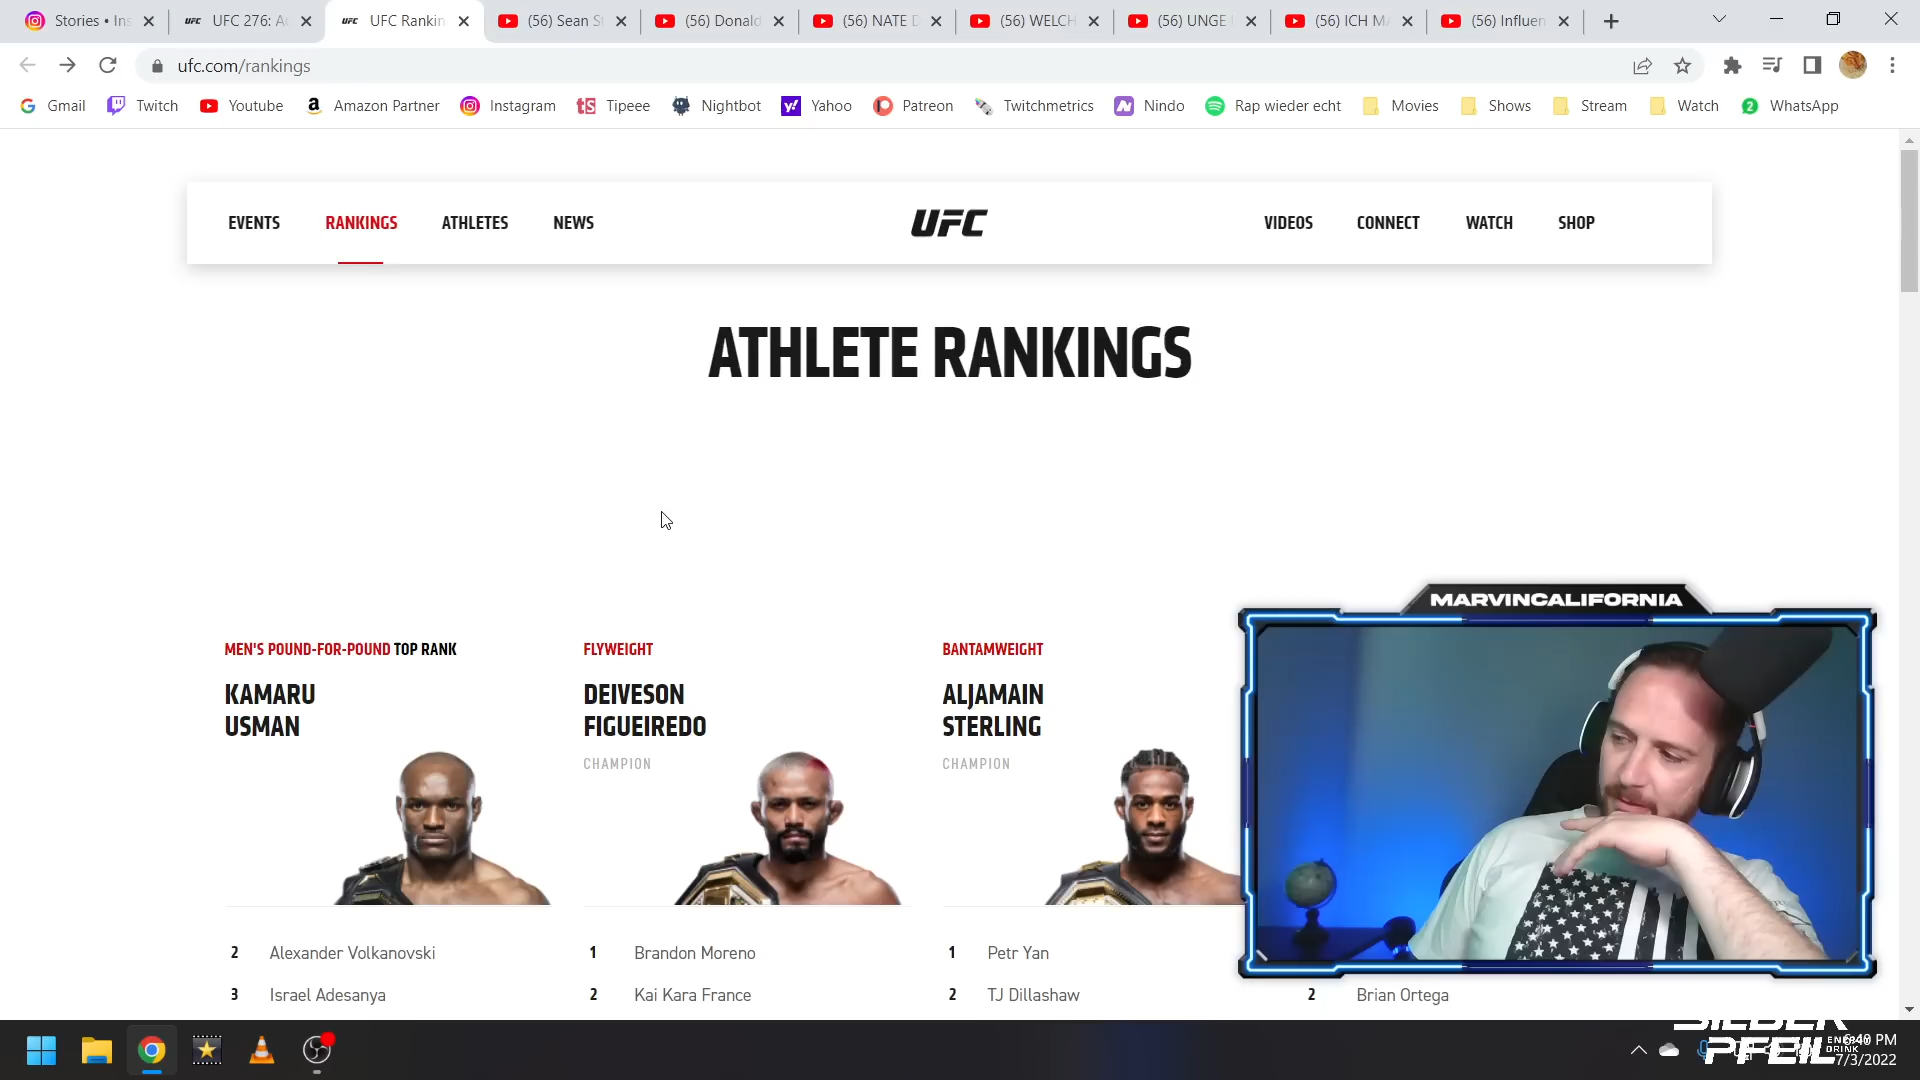 Stories • Ins
UFC 276: A
UFC Rankin
(56) Sean S
(56) Donald
(56) NATE D
(56) WELCH
(56) UNGE
(56) ICH M
(56) Influen
ufc.com/rankings
Gmail
Twitch
Youtube
Amazon Partner
Instagram
Tipeee
Nightbot
Yahoo
Patreon
Twitchmetrics
Nindo
Rap wieder echt
Movies
Shows
Stream
Watch
WhatsApp
EVENTS
RANKINGS
ATHLETES
NEWS
UFC
VIDEOS
CONNECT
WATCH
SHOP
ATHLETE RANKINGS
MEN'S POUND-FOR-POUND TOP RANK
KAMARU
USMAN
2 Alexander Volkanovski
3 Israel Adesanya
FLYWEIGHT
DEIVESON
FIGUEIREDO
CHAMPION
1 Brandon Moreno
2 Kai Kara France
BANTAMWEIGHT
ALJAMAIN
STERLING
CHAMPION
1 Petr Yan
2 TJ Dillashaw
2 Brian Ortega
MARVINCALIFORNIA
SILBER
PFEIL
ENERGY
DRINK
PM
7/3/2022